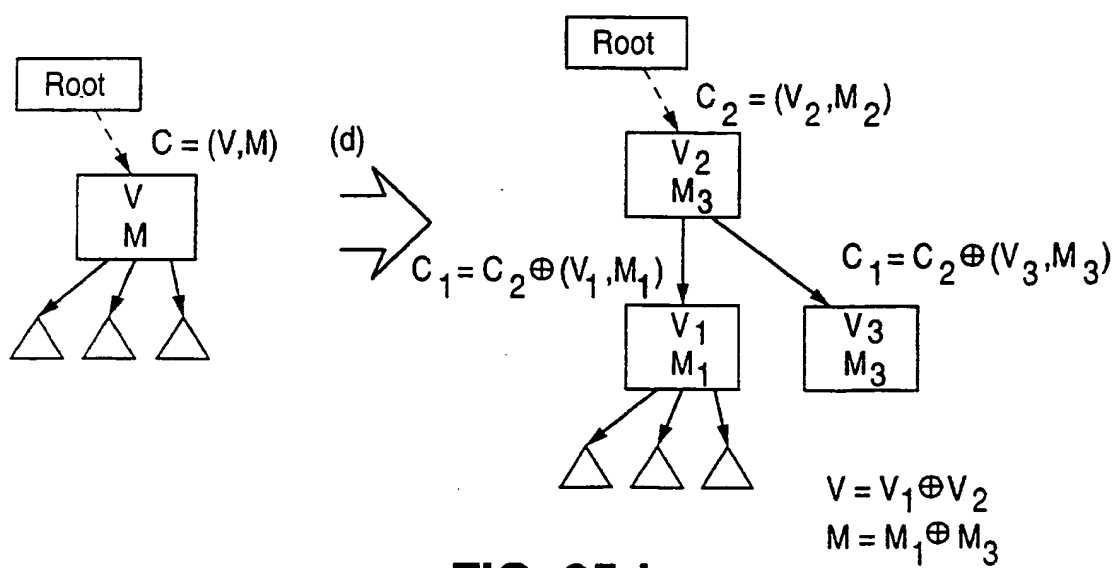 Root
C = (V,M)
V
M
(d)
Root
C₂ = (V₂,M₂)
V₂
M₃
C₁ = C₂⊕(V₁,M₁)
C₁ = C₂⊕(V₃,M₃)
V₁
M₁
V₃
M₃
V = V₁⊕V₂
M = M₁⊕M₃